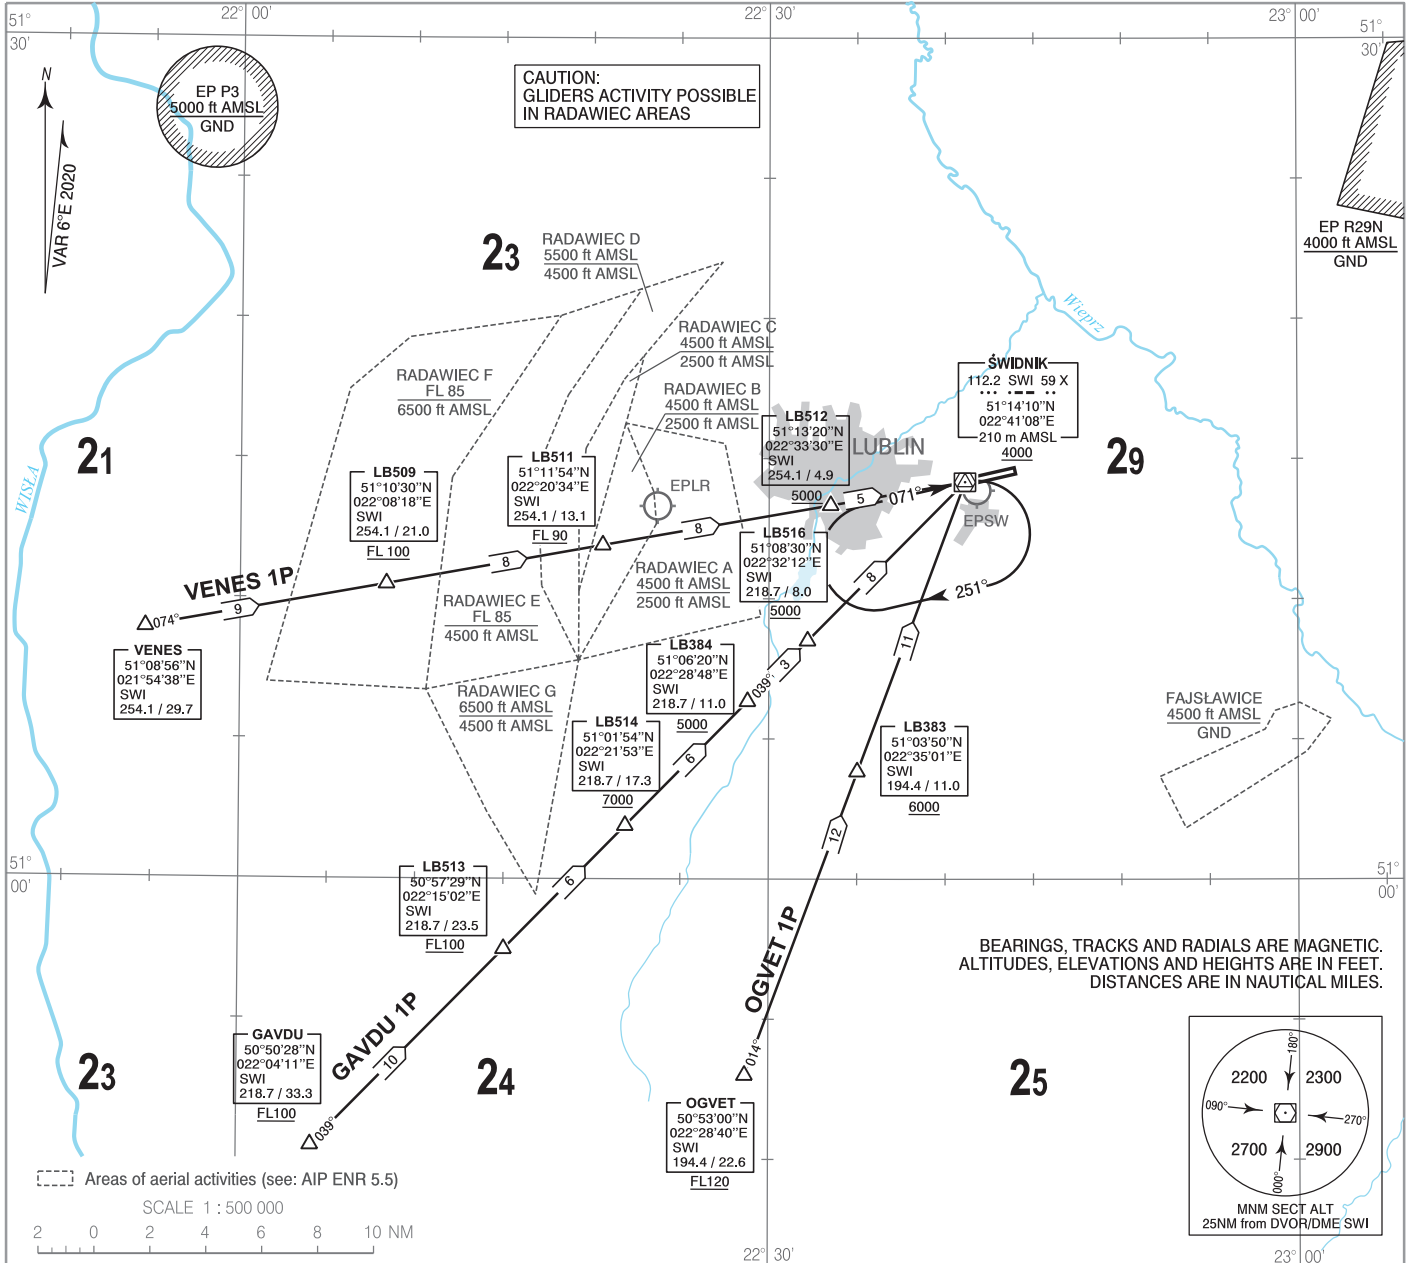 51°
30'
22° 00'
22° 30'
23° 00'
51°
30'
N
VAR 6°E 2020
EP P3
5000 ft AMSL
GND
CAUTION:
GLIDERS ACTIVITY POSSIBLE
IN RADAWIEC AREAS
EP R29N
4000 ft AMSL
GND
23
RADAWIEC D
5500 ft AMSL
4500 ft AMSL
Wieprz
RADAWIEC C
4500 ft AMSL
2500 ft AMSL
RADAWIEC F
FL 85
6500 ft AMSL
RADAWIEC B
4500 ft AMSL
2500 ft AMSL
ŚWIDNIK
112.2 SWI 59 X
51°14'10"N
022°41'08"E
210 m AMSL
4000
21
29
WISŁA
LB512
51°13'20"N
022°33'30"E
SWI
254.1 / 4.9
5000
LUBLIN
LB509
51°10'30"N
022°08'18"E
SWI
254.1 / 21.0
FL 100
LB511
51°11'54"N
022°20'34"E
SWI
254.1 / 13.1
FL 90
EPLR
5
071°
EPSW
8
8
LB516
51°08'30"N
022°32'12"E
SWI
218.7 / 8.0
5000
8
251°
VENES 1P
9
074°
RADAWIEC A
4500 ft AMSL
2500 ft AMSL
RADAWIEC E
FL 85
4500 ft AMSL
VENES
51°08'56"N
021°54'38"E
SWI
254.1 / 29.7
LB384
51°06'20"N
022°28'48"E
SWI
218.7 / 11.0
5000
039°
3
11
RADAWIEC G
6500 ft AMSL
4500 ft AMSL
FAJSŁAWICE
4500 ft AMSL
GND
LB514
51°01'54"N
022°21'53"E
SWI
218.7 / 17.3
7000
6
LB383
51°03'50"N
022°35'01"E
SWI
194.4 / 11.0
6000
12
51°
00'
51°
00'
LB513
50°57'29"N
022°15'02"E
SWI
218.7 / 23.5
FL100
6
BEARINGS, TRACKS AND RADIALS ARE MAGNETIC.
ALTITUDES, ELEVATIONS AND HEIGHTS ARE IN FEET.
DISTANCES ARE IN NAUTICAL MILES.
OGVET 1P
014°
GAVDU 1P
10
039°
GAVDU
50°50'28"N
022°04'11"E
SWI
218.7 / 33.3
FL100
23
24
25
OGVET
50°53'00"N
022°28'40"E
SWI
194.4 / 22.6
FL120
180°
2200 2300
090° 270°
2700 2900
000°
MNM SECT ALT
25NM from DVOR/DME SWI
Areas of aerial activities (see: AIP ENR 5.5)
SCALE 1 : 500 000
2 0 2 4 6 8 10 NM
22° 30'
23° 00'